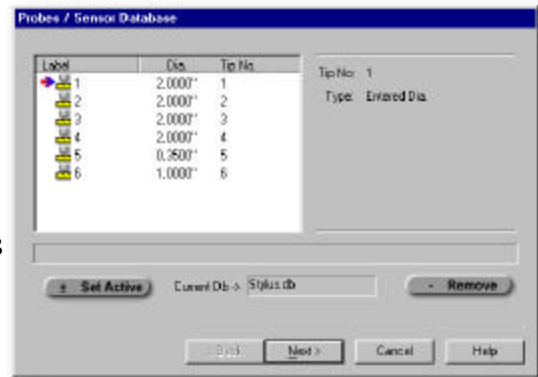 Probes / Sensor Database
Label Dia. Tip No.
1 2.0000" 1
2 2.0000" 2
3 2.0000" 3
4 2.0000" 4
5 0.3500" 5
6 1.0000" 6
Tip No: 1
Type: Entered Dia.
s
+ Set Active
Current Db -> Stylus.db
- Remove
< Back
Next >
Cancel
Help